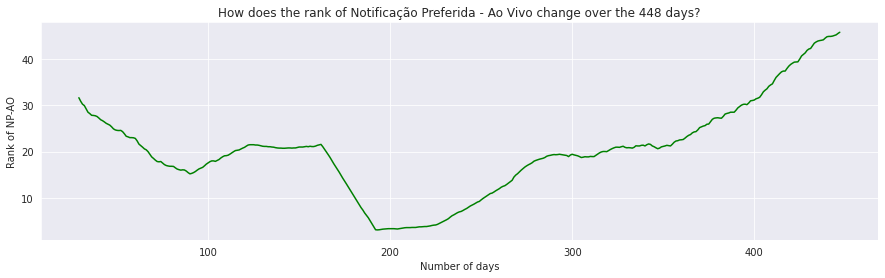 How does the rank of Notificação Preferida - Ao Vivo change over the 448 days?
Rank of NP-AO
40
30
20
10
100
200
300
400
Number of days